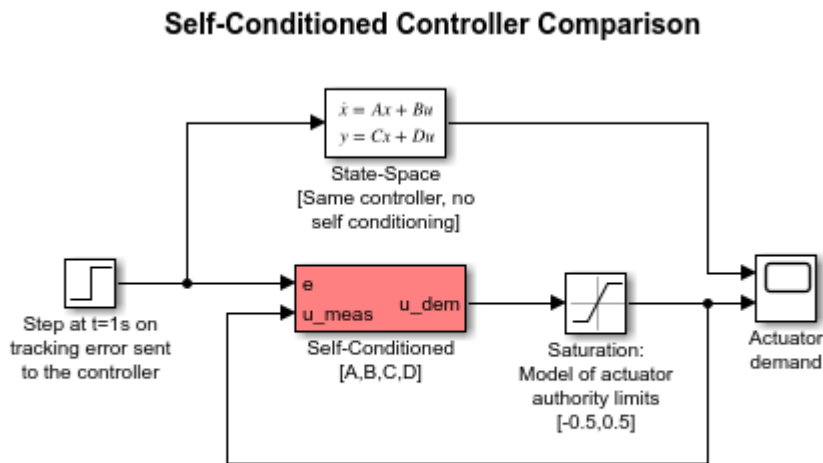 Self-Conditioned Controller Comparison
ẋ = Ax + Bu
y = Cx + Du
State-Space
[Same controller, no
self conditioning]
e
u_meas
u_dem
Step at t=1s on
tracking error sent
to the controller
Self-Conditioned
[A,B,C,D]
Saturation:
Model of actuator
authority limits
[-0.5,0.5]
Actuator
demand